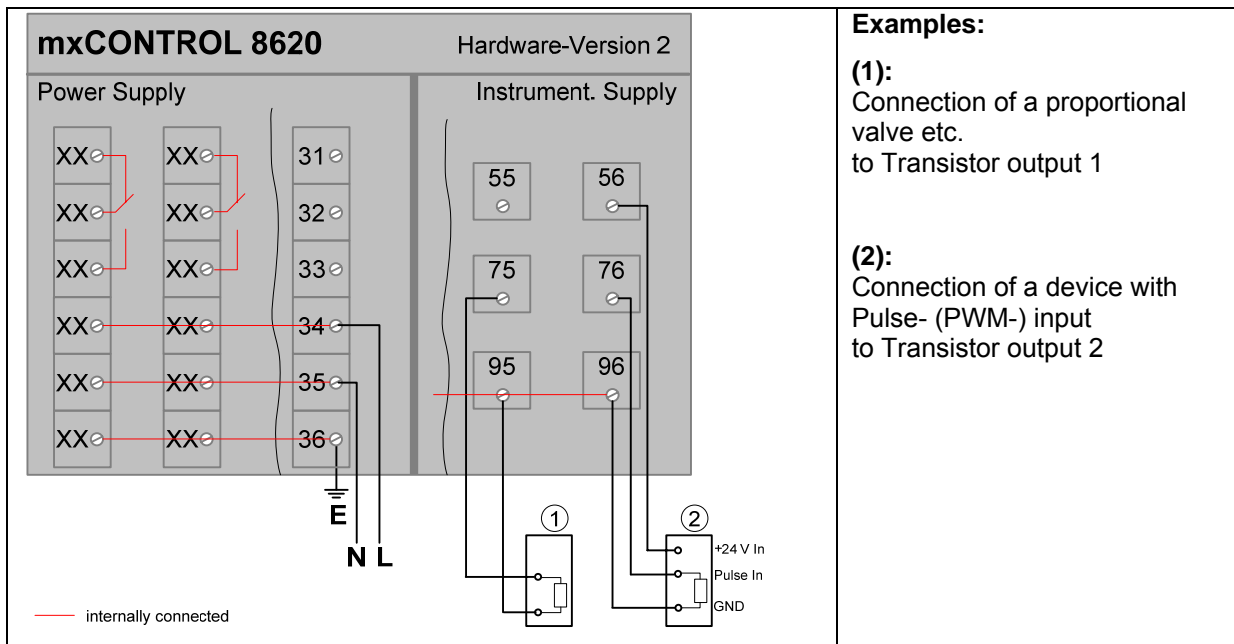 mxCONTROL 8620
Hardware-Version 2
Power Supply
Instrument. Supply
XX XX 31
XX XX 32
XX XX 33
XX XX 34
XX XX 35
XX XX 36
55 56
75 76
95 96
E
N L
1
2
+24 V In
Pulse In
GND
internally connected
Examples:
(1):
Connection of a proportional
valve etc.
to Transistor output 1
(2):
Connection of a device with
Pulse- (PWM-) input
to Transistor output 2